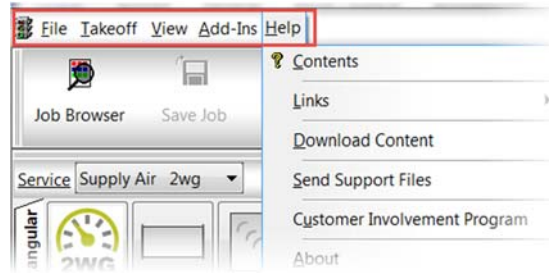 File Takeoff View Add-Ins Help
Contents
Links
Download Content
Send Support Files
Customer Involvement Program
About
Job Browser
Save Job
Service Supply Air 2wg
angular
2WG